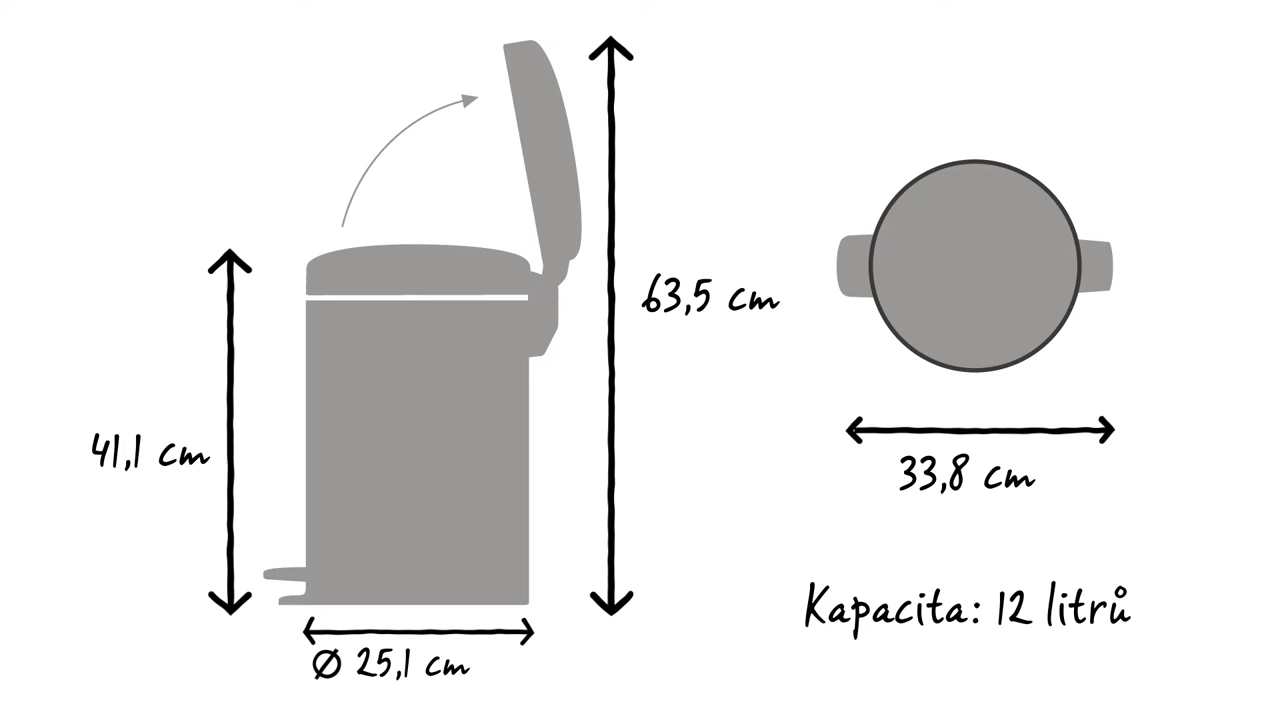 63,5 cm
41,1 cm
33,8 cm
Kapacita: 12 litrů
Ø 25,1 cm